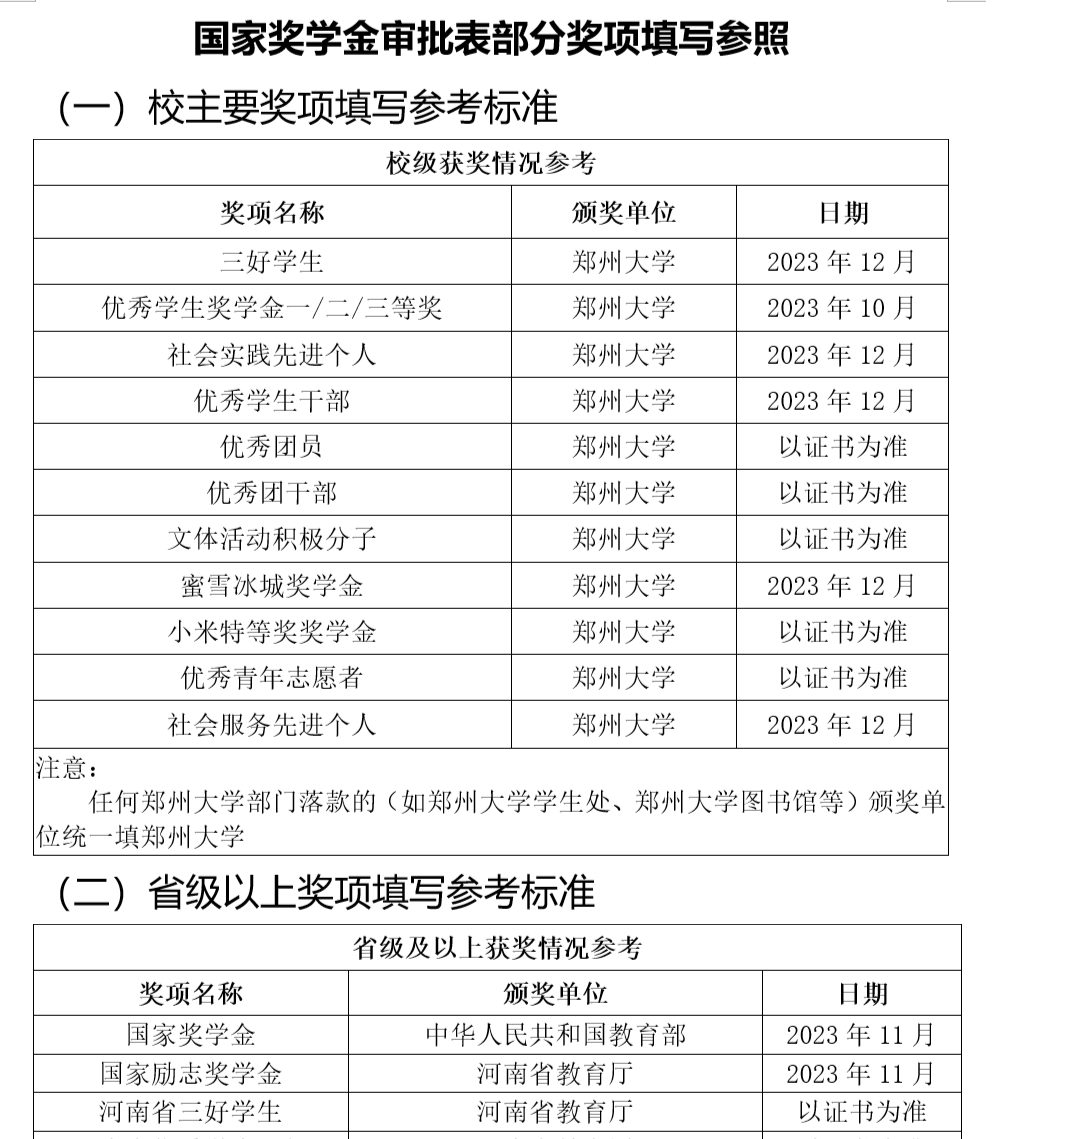 国家奖学金审批表部分奖项填写参照
（一）校主要奖项填写参考标准
校级获奖情况参考
奖项名称 颁奖单位 日期
三好学生 郑州大学 2023 年 12 月
优秀学生奖学金一/二/三等奖 郑州大学 2023 年 10 月
社会实践先进个人 郑州大学 2023 年 12 月
优秀学生干部 郑州大学 2023 年 12 月
优秀团员 郑州大学 以证书为准
优秀团干部 郑州大学 以证书为准
文体活动积极分子 郑州大学 以证书为准
蜜雪冰城奖学金 郑州大学 2023 年 12 月
小米特等奖奖学金 郑州大学 以证书为准
优秀青年志愿者 郑州大学 以证书为准
社会服务先进个人 郑州大学 2023 年 12 月
注意：
任何郑州大学部门落款的（如郑州大学学生处、郑州大学图书馆等）颁奖单
位统一填郑州大学
（二）省级以上奖项填写参考标准
省级及以上获奖情况参考
奖项名称 颁奖单位 日期
国家奖学金 中华人民共和国教育部 2023 年 11 月
国家励志奖学金 河南省教育厅 2023 年 11 月
河南省三好学生 河南省教育厅 以证书为准